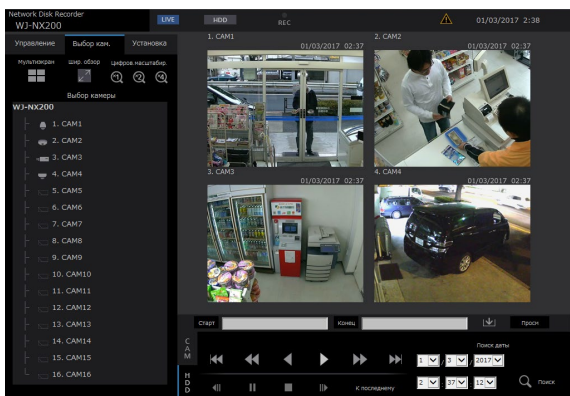 Network Disk Recorder
WJ-NX200
LIVE
HDD
REC
01/03/2017 2:38
Управление
Выбор кам.
Установка
Мультиэкран
Шир. обзор
Цифров.масштабир.
Выбор камеры
WJ-NX200
1. CAM1
2. CAM2
3. CAM3
4. CAM4
5. CAM5
6. CAM6
7. CAM7
8. CAM8
9. CAM9
10. CAM10
11. CAM11
12. CAM12
13. CAM13
14. CAM14
15. CAM15
16. CAM16
1. CAM1
01/03/2017 02:37
2. CAM2
01/03/2017 02:37
3. CAM3
01/03/2017 02:37
4. CAM4
01/03/2017 02:37
Старт
Конец
Просм
CAM
HDD
К последнему
Поиск даты
1 / 3 / 2017
2 : 37 12
Поиск